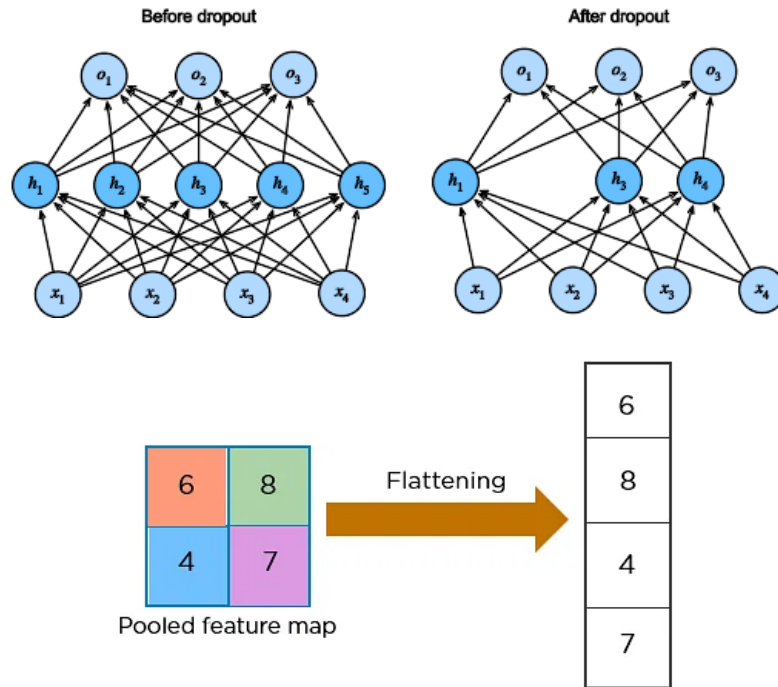 Before dropout After dropout
o1 o2 o3 o1 o2 o3
h1 h2 h3 h4 h5 h1 h3 h4
x1 x2 x3 x4 x1 x2 x3 x4
6
6 8 Flattening 8
4 7 4
Pooled feature map 7